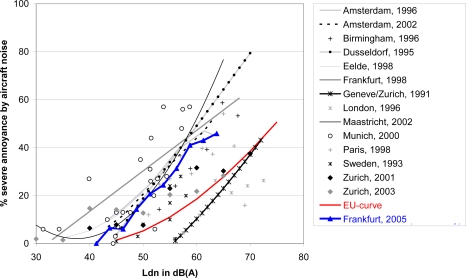 100
80
60
40
20
0
% severe annoyance by aircraft noise
30 40 50 60 70 80
Ldn in dB(A)
Amsterdam, 1996
Amsterdam, 2002
Birmingham, 1996
Dusseldorf, 1995
Eelde, 1998
Frankfurt, 1998
Geneve/Zurich, 1991
London, 1996
Maastricht, 2002
Munich, 2000
Paris, 1998
Sweden, 1993
Zurich, 2001
Zurich, 2003
EU-curve
Frankfurt, 2005